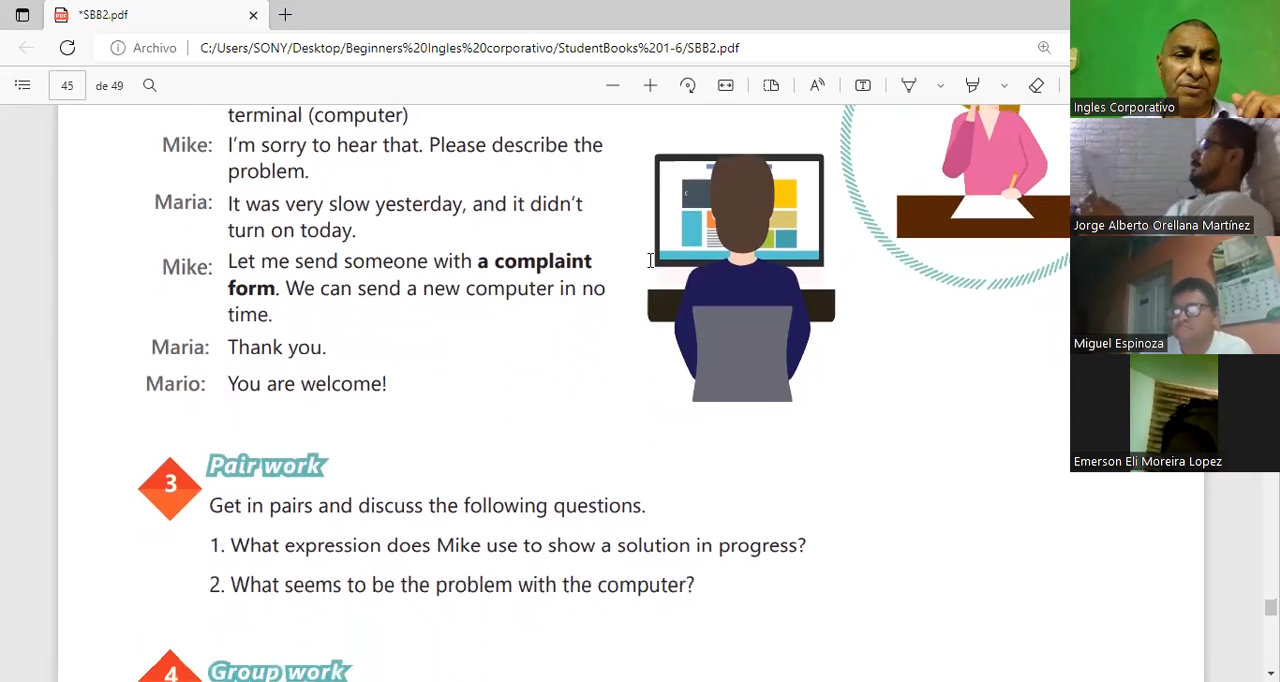 *SBB2.pdf
Archivo
C:/Users/SONY/Desktop/Beginners%20Ingles%20corporativo/StudentBooks%201-6/SBB2.pdf
45
de 49
terminal (computer)
Mike: I'm sorry to hear that. Please describe the
problem.
Maria: It was very slow yesterday, and it didn't
turn on today.
Mike: Let me send someone with a complaint
form. We can send a new computer in no
time.
Maria: Thank you.
Mario: You are welcome!
3
Pair work
Get in pairs and discuss the following questions.
1. What expression does Mike use to show a solution in progress?
2. What seems to be the problem with the computer?
4
Group work
Ingles Corporativo
Jorge Alberto Orellana Martínez
Miguel Espinoza
Emerson Eli Moreira Lopez